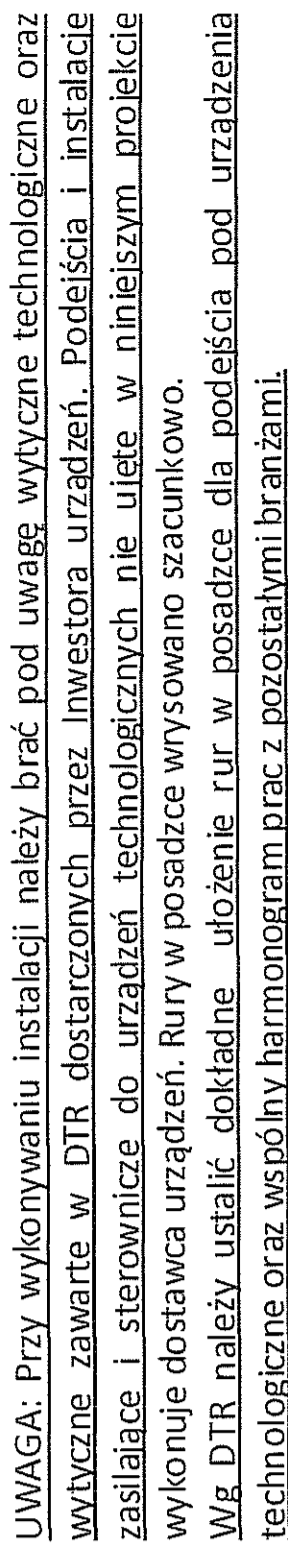 UWAGA: Przy wykonywaniu instalacji należy brać pod uwagę wytyczne technologiczne oraz
wytyczne zawarte w DTR dostarczonych przez Inwestora urządzeń. Podejścia i instalacje
zasilające i sterownicze do urządzeń technologicznych nie ujęte w niniejszym projekcie
wykonuje dostawca urządzeń. Rury w posadzce wrysowano szacunkowo.
Wg DTR należy ustalić dokładne ułożenie rur w posadzce dla podejścia pod urządzenia
technologiczne oraz wspólny harmonogram prac z pozostałymi branżami.